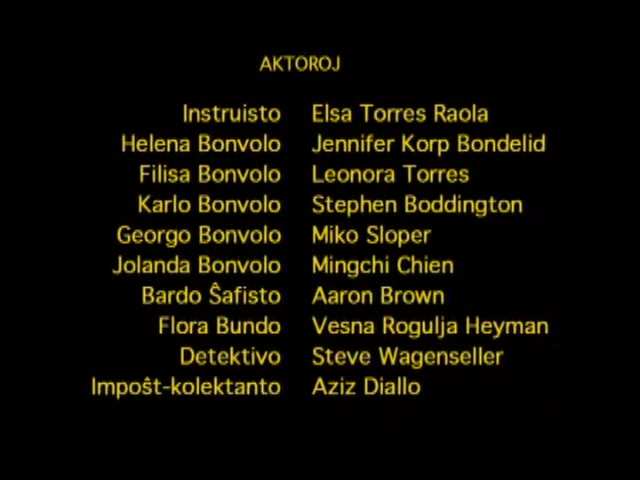 AKTOROJ
Instruisto Elsa Torres Raola
Helena Bonvolo Jennifer Korp Bondelid
Filisa Bonvolo Leonora Torres
Karlo Bonvolo Stephen Boddington
Georgo Bonvolo Miko Sloper
Jolanda Bonvolo Mingchi Chien
Bardo Ŝafisto Aaron Brown
Flora Bundo Vesna Rogulja Heyman
Detektivo Steve Wagenseller
Impoŝt-kolektanto Aziz Diallo